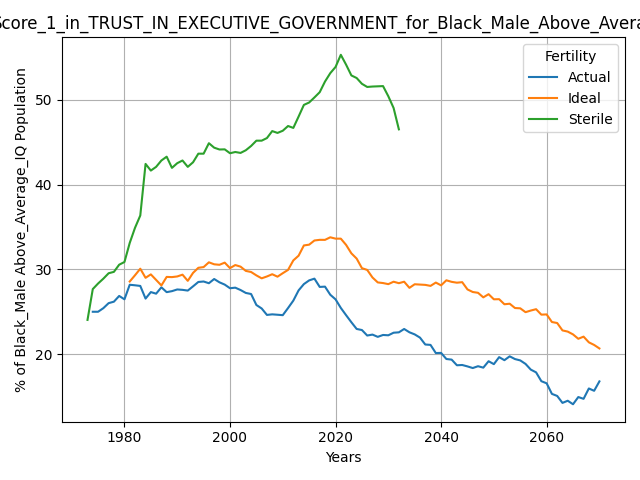 Score_1_in_TRUST_IN_EXECUTIVE_GOVERNMENT_for_Black_Male_Above_Avera
% of Black_Male Above_Average_IQ Population
50
40
30
20
Fertility
Actual
Ideal
Sterile
1980 2000 2020 2040 2060
Years